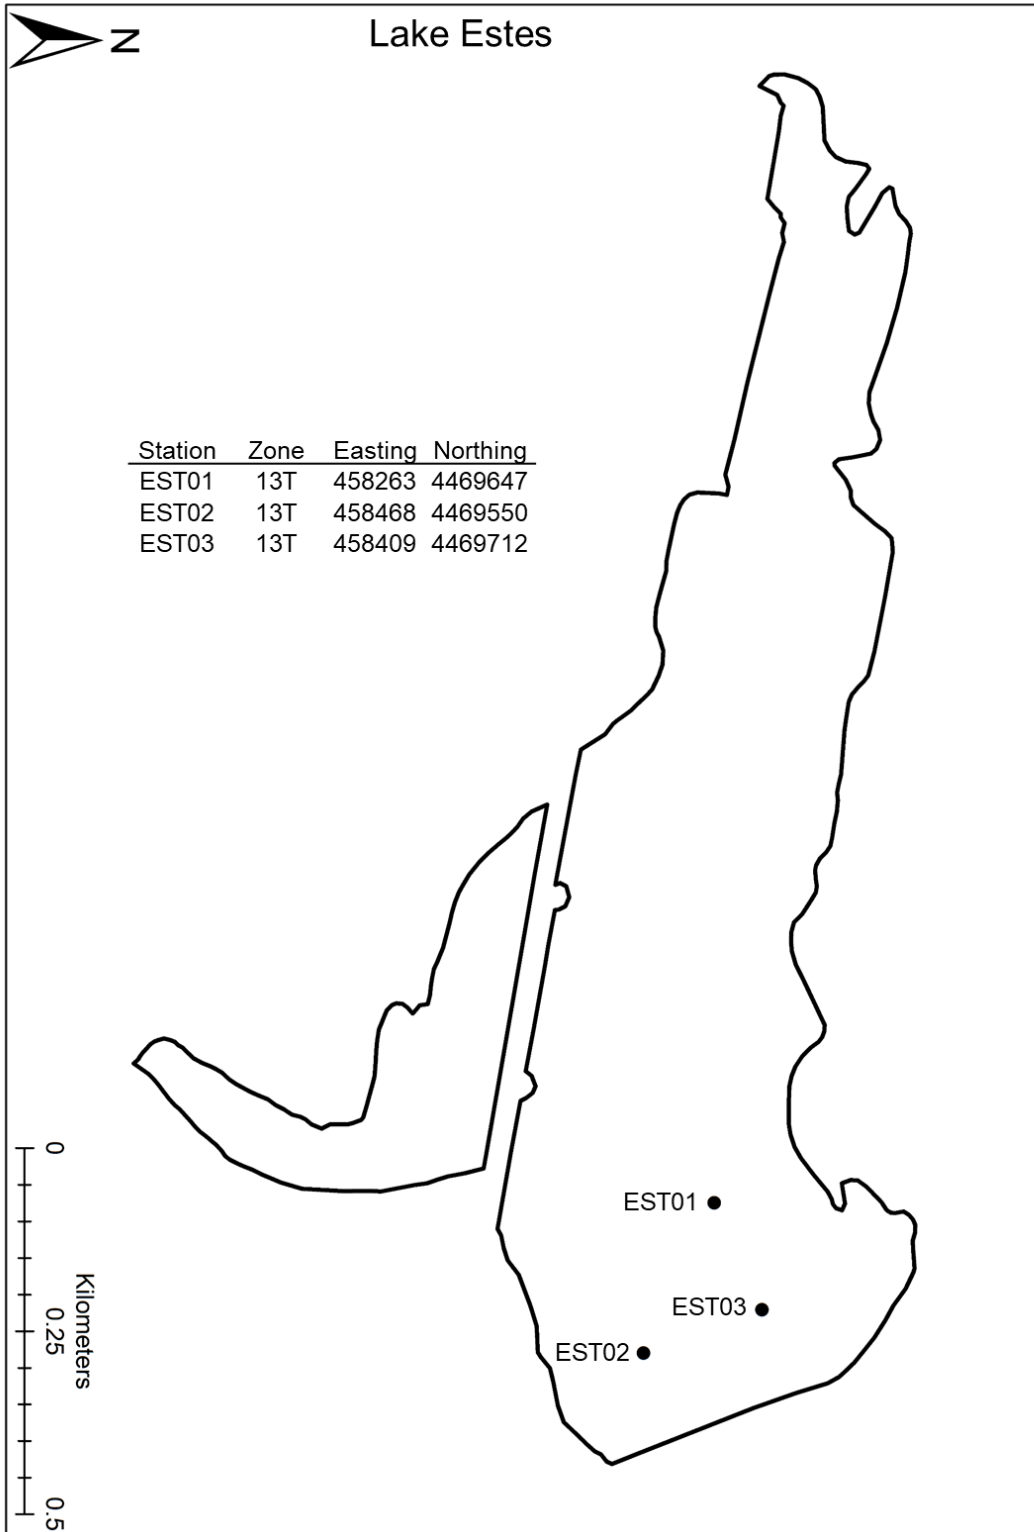 N
Lake Estes
Station Zone Easting Northing
EST01 13T 458263 4469647
EST02 13T 458468 4469550
EST03 13T 458409 4469712
EST01
EST03
EST02
0 0.25 0.5
Kilometers